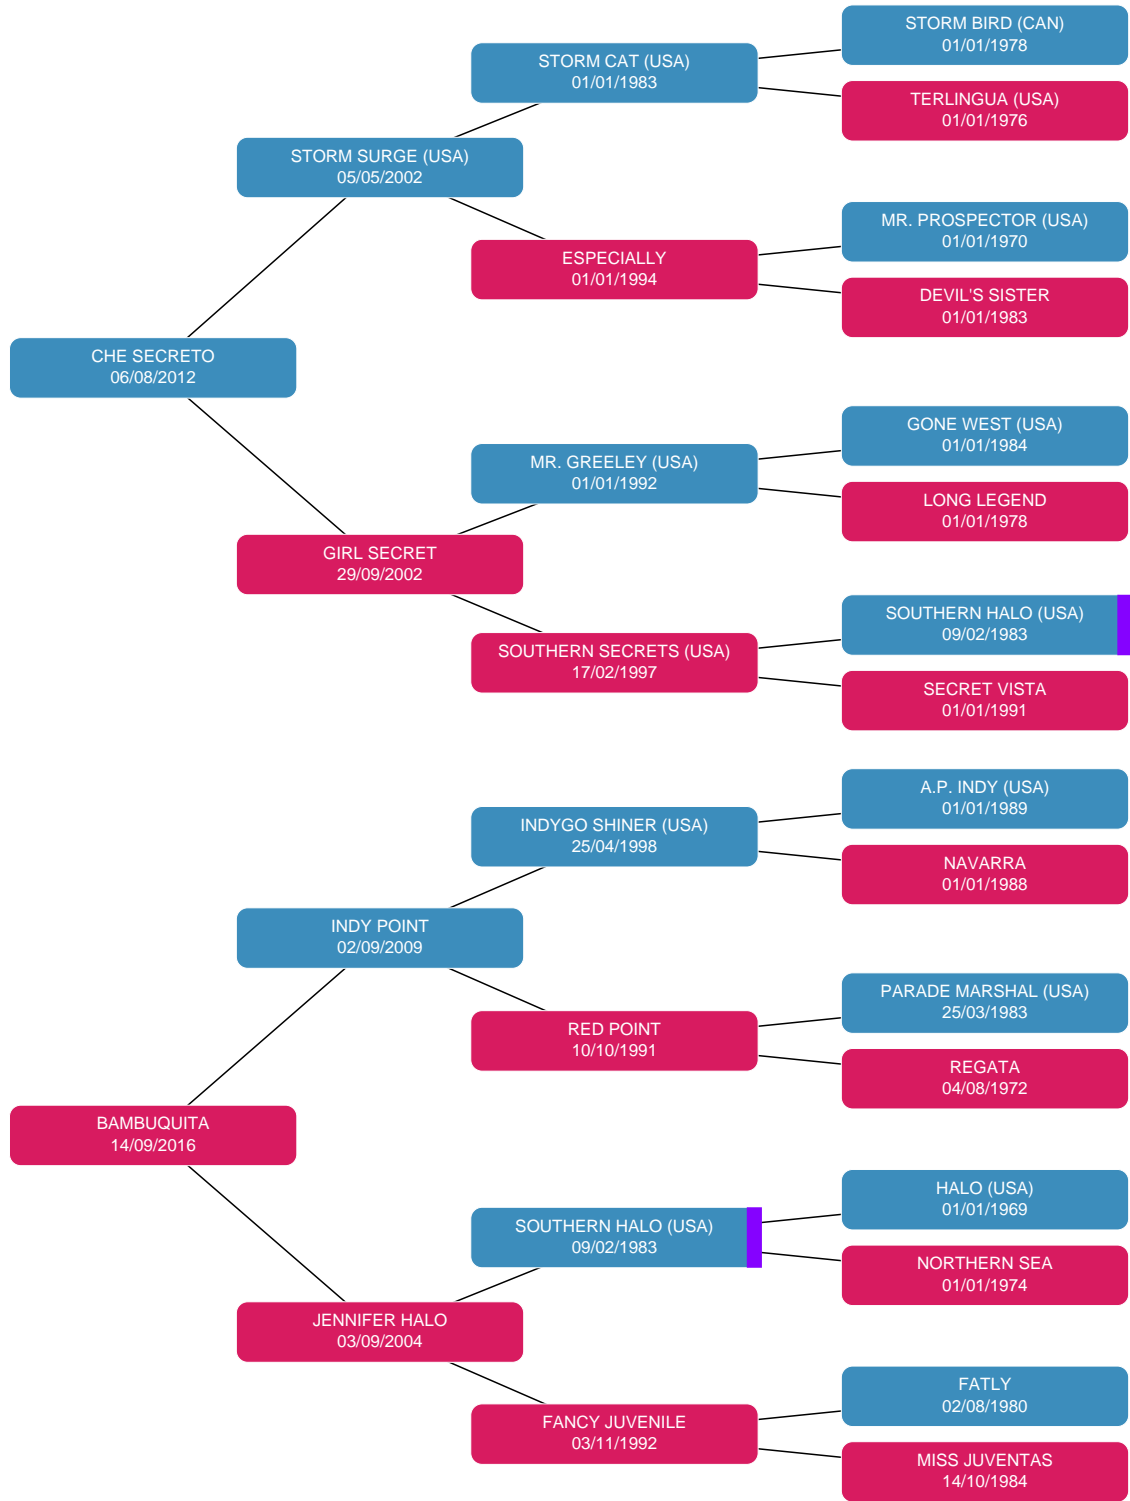 STORM BIRD (CAN)
01/01/1978
STORM CAT (USA)
01/01/1983
TERLINGUA (USA)
01/01/1976
STORM SURGE (USA)
05/05/2002
MR. PROSPECTOR (USA)
01/01/1970
ESPECIALLY
01/01/1994
DEVIL'S SISTER
01/01/1983
CHE SECRETO
06/08/2012
GONE WEST (USA)
01/01/1984
MR. GREELEY (USA)
01/01/1992
LONG LEGEND
01/01/1978
GIRL SECRET
29/09/2002
SOUTHERN HALO (USA)
09/02/1983
SOUTHERN SECRETS (USA)
17/02/1997
SECRET VISTA
01/01/1991
A.P. INDY (USA)
01/01/1989
INDYGO SHINER (USA)
25/04/1998
NAVARRA
01/01/1988
INDY POINT
02/09/2009
PARADE MARSHAL (USA)
25/03/1983
RED POINT
10/10/1991
REGATA
04/08/1972
BAMBUQUITA
14/09/2016
HALO (USA)
01/01/1969
SOUTHERN HALO (USA)
09/02/1983
NORTHERN SEA
01/01/1974
JENNIFER HALO
03/09/2004
FATLY
02/08/1980
FANCY JUVENILE
03/11/1992
MISS JUVENTAS
14/10/1984